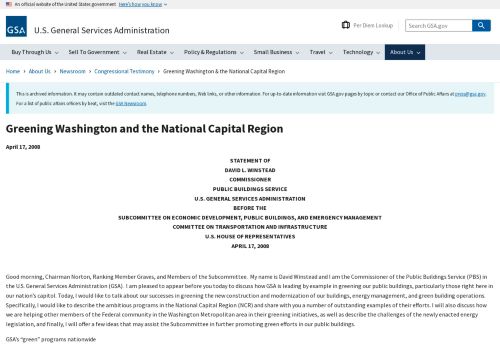 An official website of the United States government Here's how you know
GSA
U.S. General Services Administration
Per Diem Lookup
Search GSA.gov
Buy Through Us Sell To Government Real Estate Policy & Regulations Small Business Travel Technology About Us
Home › About Us › Newsroom › Congressional Testimony › Greening Washington & the National Capital Region
This is archived information. It may contain outdated contact names, telephone numbers, Web links, or other information. For up-to-date information visit GSA.gov pages by topic or contact our Office of Public Affairs at press@gsa.gov.
For a list of public affairs officers by beat, visit the GSA Newsroom.
Greening Washington and the National Capital Region
April 17, 2008
STATEMENT OF
DAVID L. WINSTEAD
COMMISSIONER
PUBLIC BUILDINGS SERVICE
U.S. GENERAL SERVICES ADMINISTRATION
BEFORE THE
SUBCOMMITTEE ON ECONOMIC DEVELOPMENT, PUBLIC BUILDINGS, AND EMERGENCY MANAGEMENT
COMMITTEE ON TRANSPORTATION AND INFRASTRUCTURE
U.S. HOUSE OF REPRESENTATIVES
APRIL 17, 2008
Good morning, Chairman Norton, Ranking Member Graves, and Members of the Subcommittee. My name is David Winstead and I am the Commissioner of the Public Buildings Service (PBS) in
the U.S. General Services Administration (GSA). I am pleased to appear before you today to discuss how GSA is leading by example in greening our public buildings, particularly those right here in
our nation's capitol. Today, I would like to talk about our successes in greening the new construction and modernization of our buildings, energy management, and green building operations.
Specifically, I would like to describe the ambitious programs in the National Capital Region (NCR) and share with you a number of outstanding examples of their efforts. I will also discuss how
we are helping other members of the Federal community in the Washington Metropolitan area in their greening initiatives, as well as describe the challenges of the newly enacted energy
legislation, and finally, I will offer a few ideas that may assist the Subcommittee in further promoting green efforts in our public buildings.
GSA's “green” programs nationwide